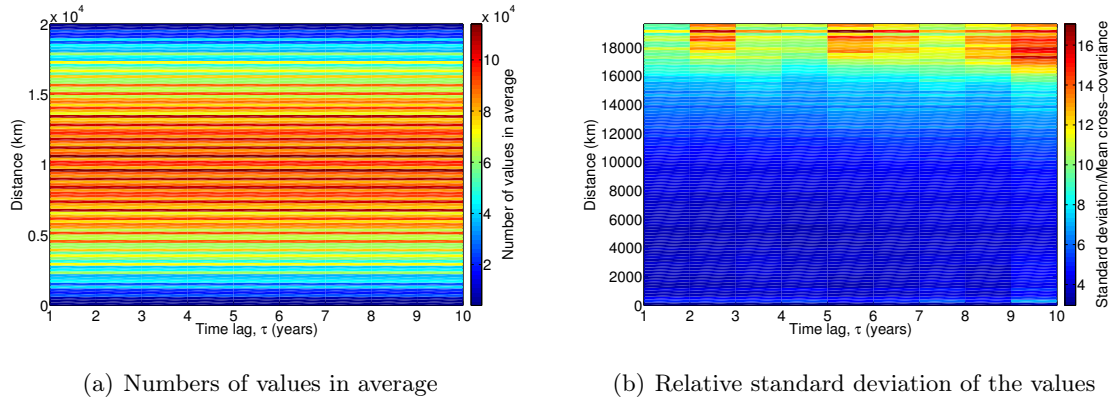 x 10⁴
2
1.5
1
0.5
0
Distance (km)
1 2 3 4 5 6 7 8 9 10
Time lag, τ (years)
x 10⁴
10
8
6
4
2
Number of values in average
18000
16000
14000
12000
10000
8000
6000
4000
2000
0
Distance (km)
1 2 3 4 5 6 7 8 9 10
Time lag, τ (years)
16
14
12
10
8
6
4
Standard deviation/Mean cross−covariance
(a) Numbers of values in average
(b) Relative standard deviation of the values